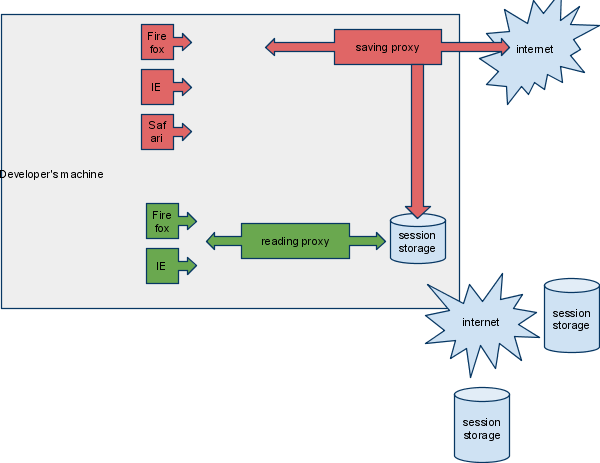 Fire
fox
saving proxy
internet
IE
Saf
ari
Developer's machine
Fire
fox
reading proxy
session
storage
IE
internet
session
storage
session
storage